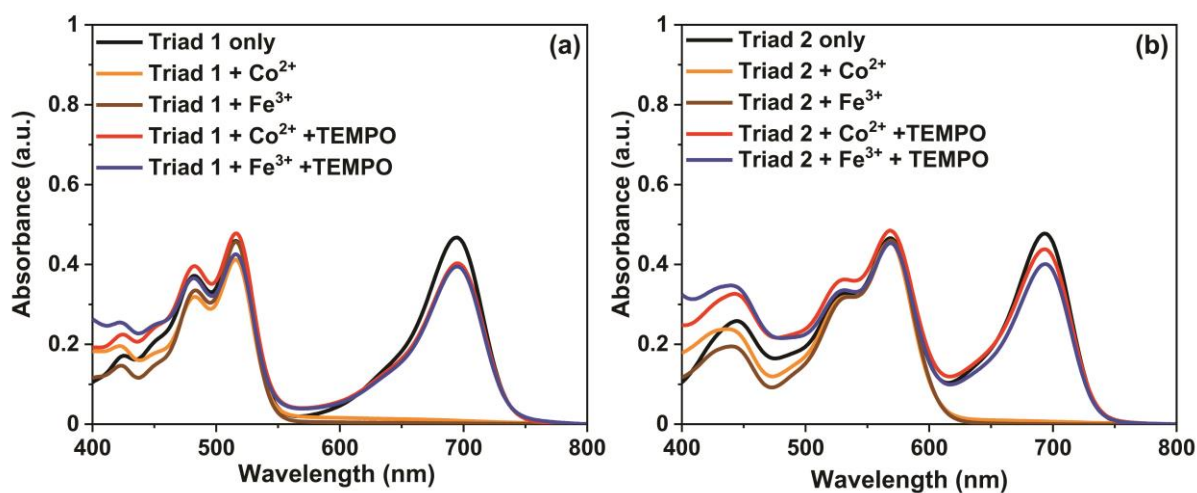 (a)
Triad 1 only
Triad 1 + Co²⁺
Triad 1 + Fe³⁺
Triad 1 + Co²⁺ +TEMPO
Triad 1 + Fe³⁺ +TEMPO
Absorbance (a.u.)
1
0.8
0.6
0.4
0.2
0
400 500 600 700 800
Wavelength (nm)
(b)
Triad 2 only
Triad 2 + Co²⁺
Triad 2 + Fe³⁺
Triad 2 + Co²⁺ +TEMPO
Triad 2 + Fe³⁺ + TEMPO
Absorbance (a.u.)
1
0.8
0.6
0.4
0.2
0
400 500 600 700 800
Wavelength (nm)